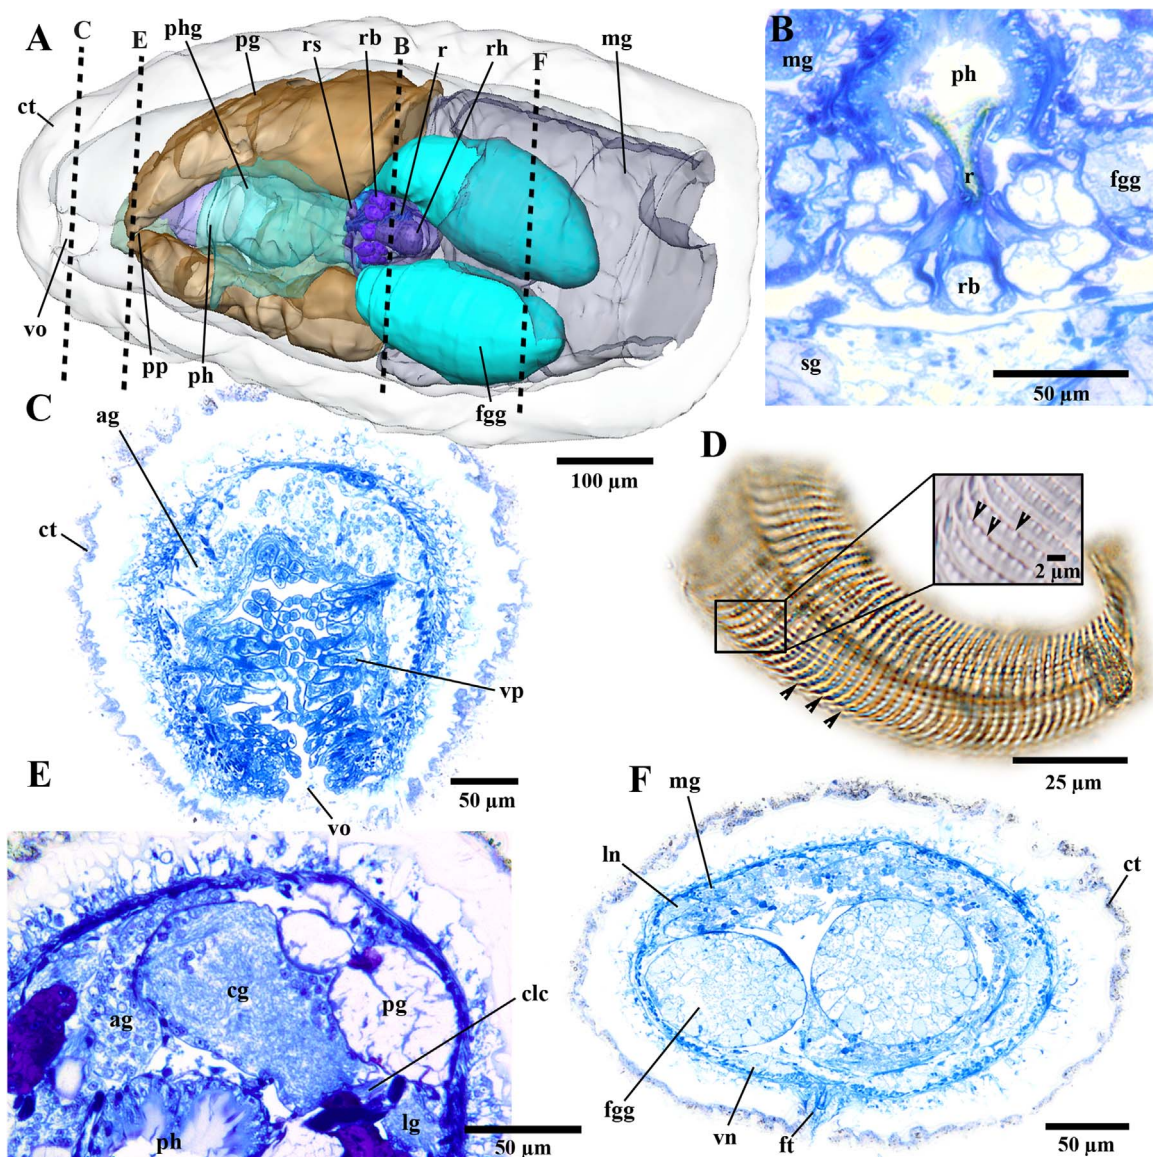 A
C
E
phg
pg
rs
rb
B
r
rh
F
mg
ct
vo
pp
ph
fgg
100 µm
B
mg
ph
r
fgg
rb
sg
50 µm
C
ag
ct
vp
vo
50 µm
D
2 µm
25 µm
E
cg
ag
pg
clc
ph
lg
50 µm
F
mg
ln
ct
fgg
vn
ft
50 µm